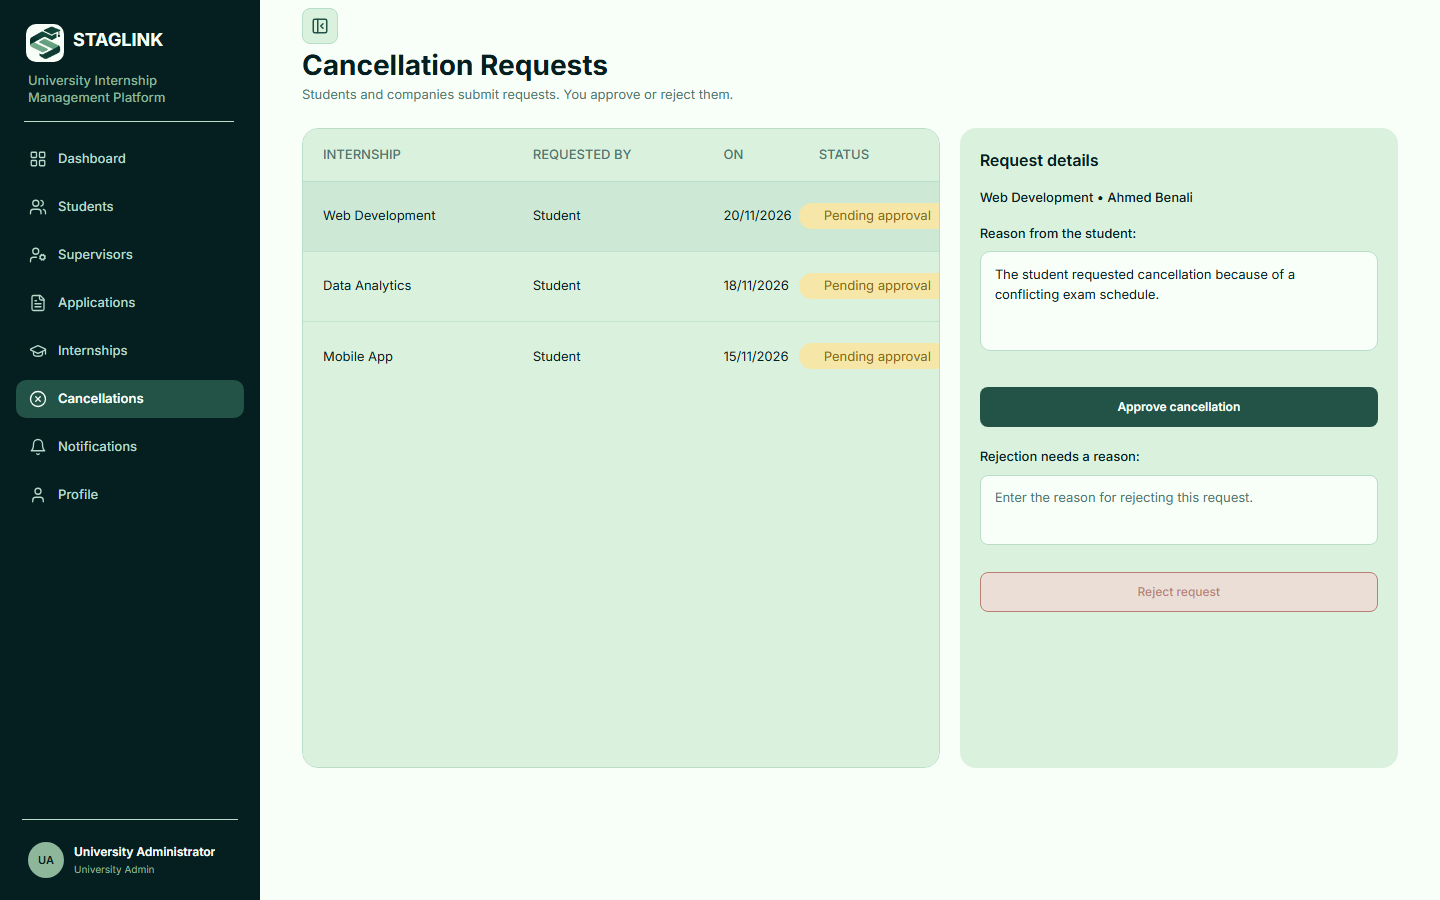 STAGLINK
University Internship
Management Platform
Dashboard
Students
Supervisors
Applications
Internships
Cancellations
Notifications
Profile
UA
University Administrator
University Admin
Cancellation Requests
Students and companies submit requests. You approve or reject them.
INTERNSHIP REQUESTED BY ON STATUS
Web Development Student 20/11/2026 Pending approval
Data Analytics Student 18/11/2026 Pending approval
Mobile App Student 15/11/2026 Pending approval
Request details
Web Development • Ahmed Benali
Reason from the student:
The student requested cancellation because of a
conflicting exam schedule.
Approve cancellation
Rejection needs a reason:
Enter the reason for rejecting this request.
Reject request